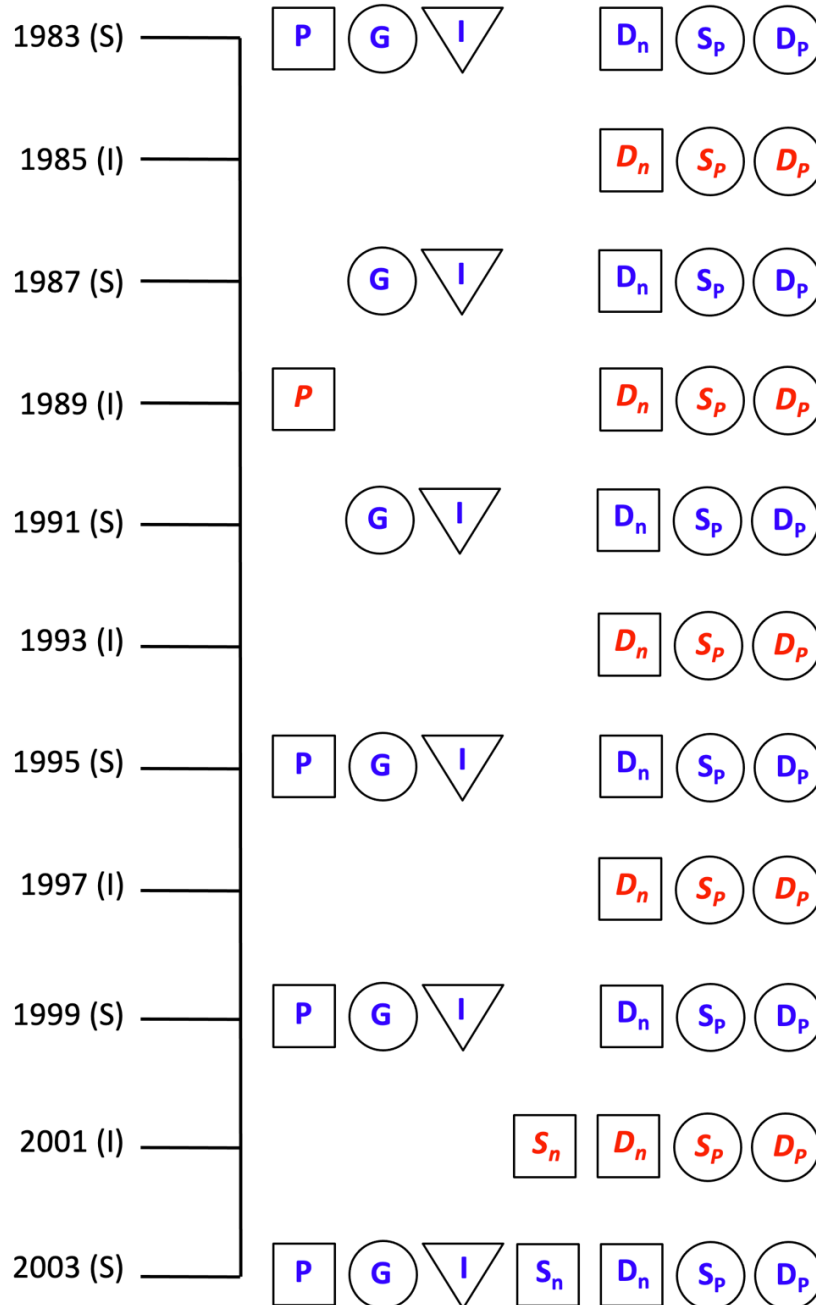 1983 (S) P G I Dn SP DP
1985 (I) Dn SP DP
1987 (S) G I Dn SP DP
1989 (I) P Dn SP DP
1991 (S) G I Dn SP DP
1993 (I) Dn SP DP
1995 (S) P G I Dn SP DP
1997 (I) Dn SP DP
1999 (S) P G I Dn SP DP
2001 (I) Sn Dn SP DP
2003 (S) P G I Sn Dn SP DP